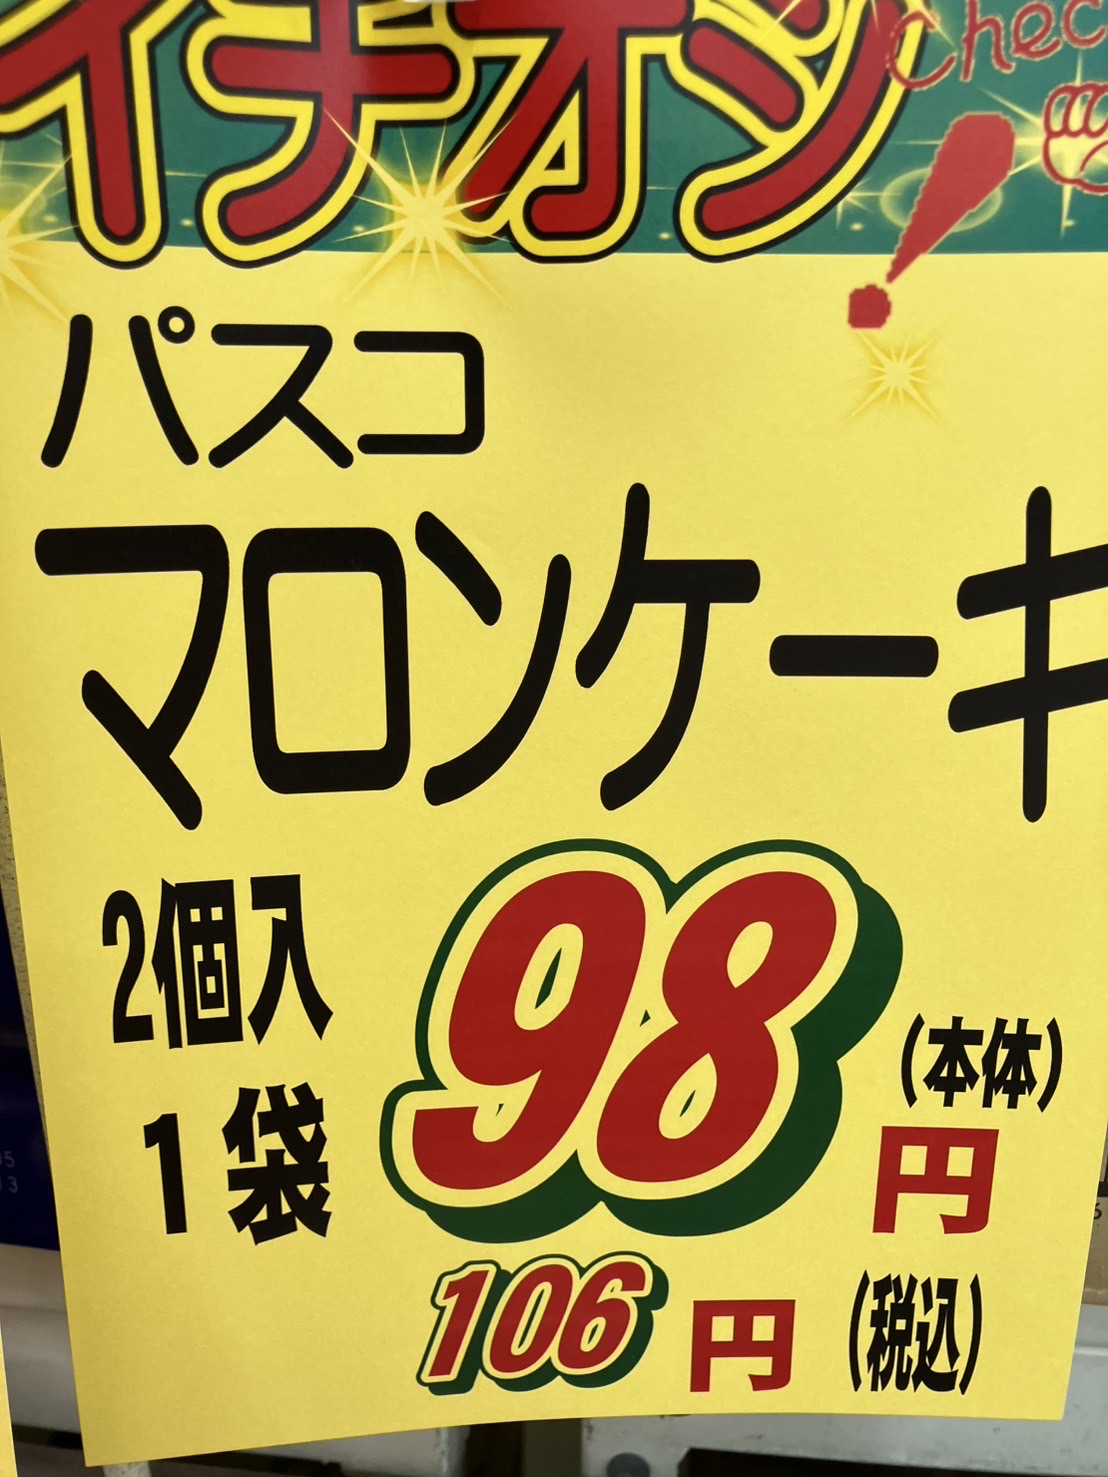 イチオシ
Chec
!
パスコ
マロンケーキ
2個入
1袋
98
(本体)
円
106円(税込)